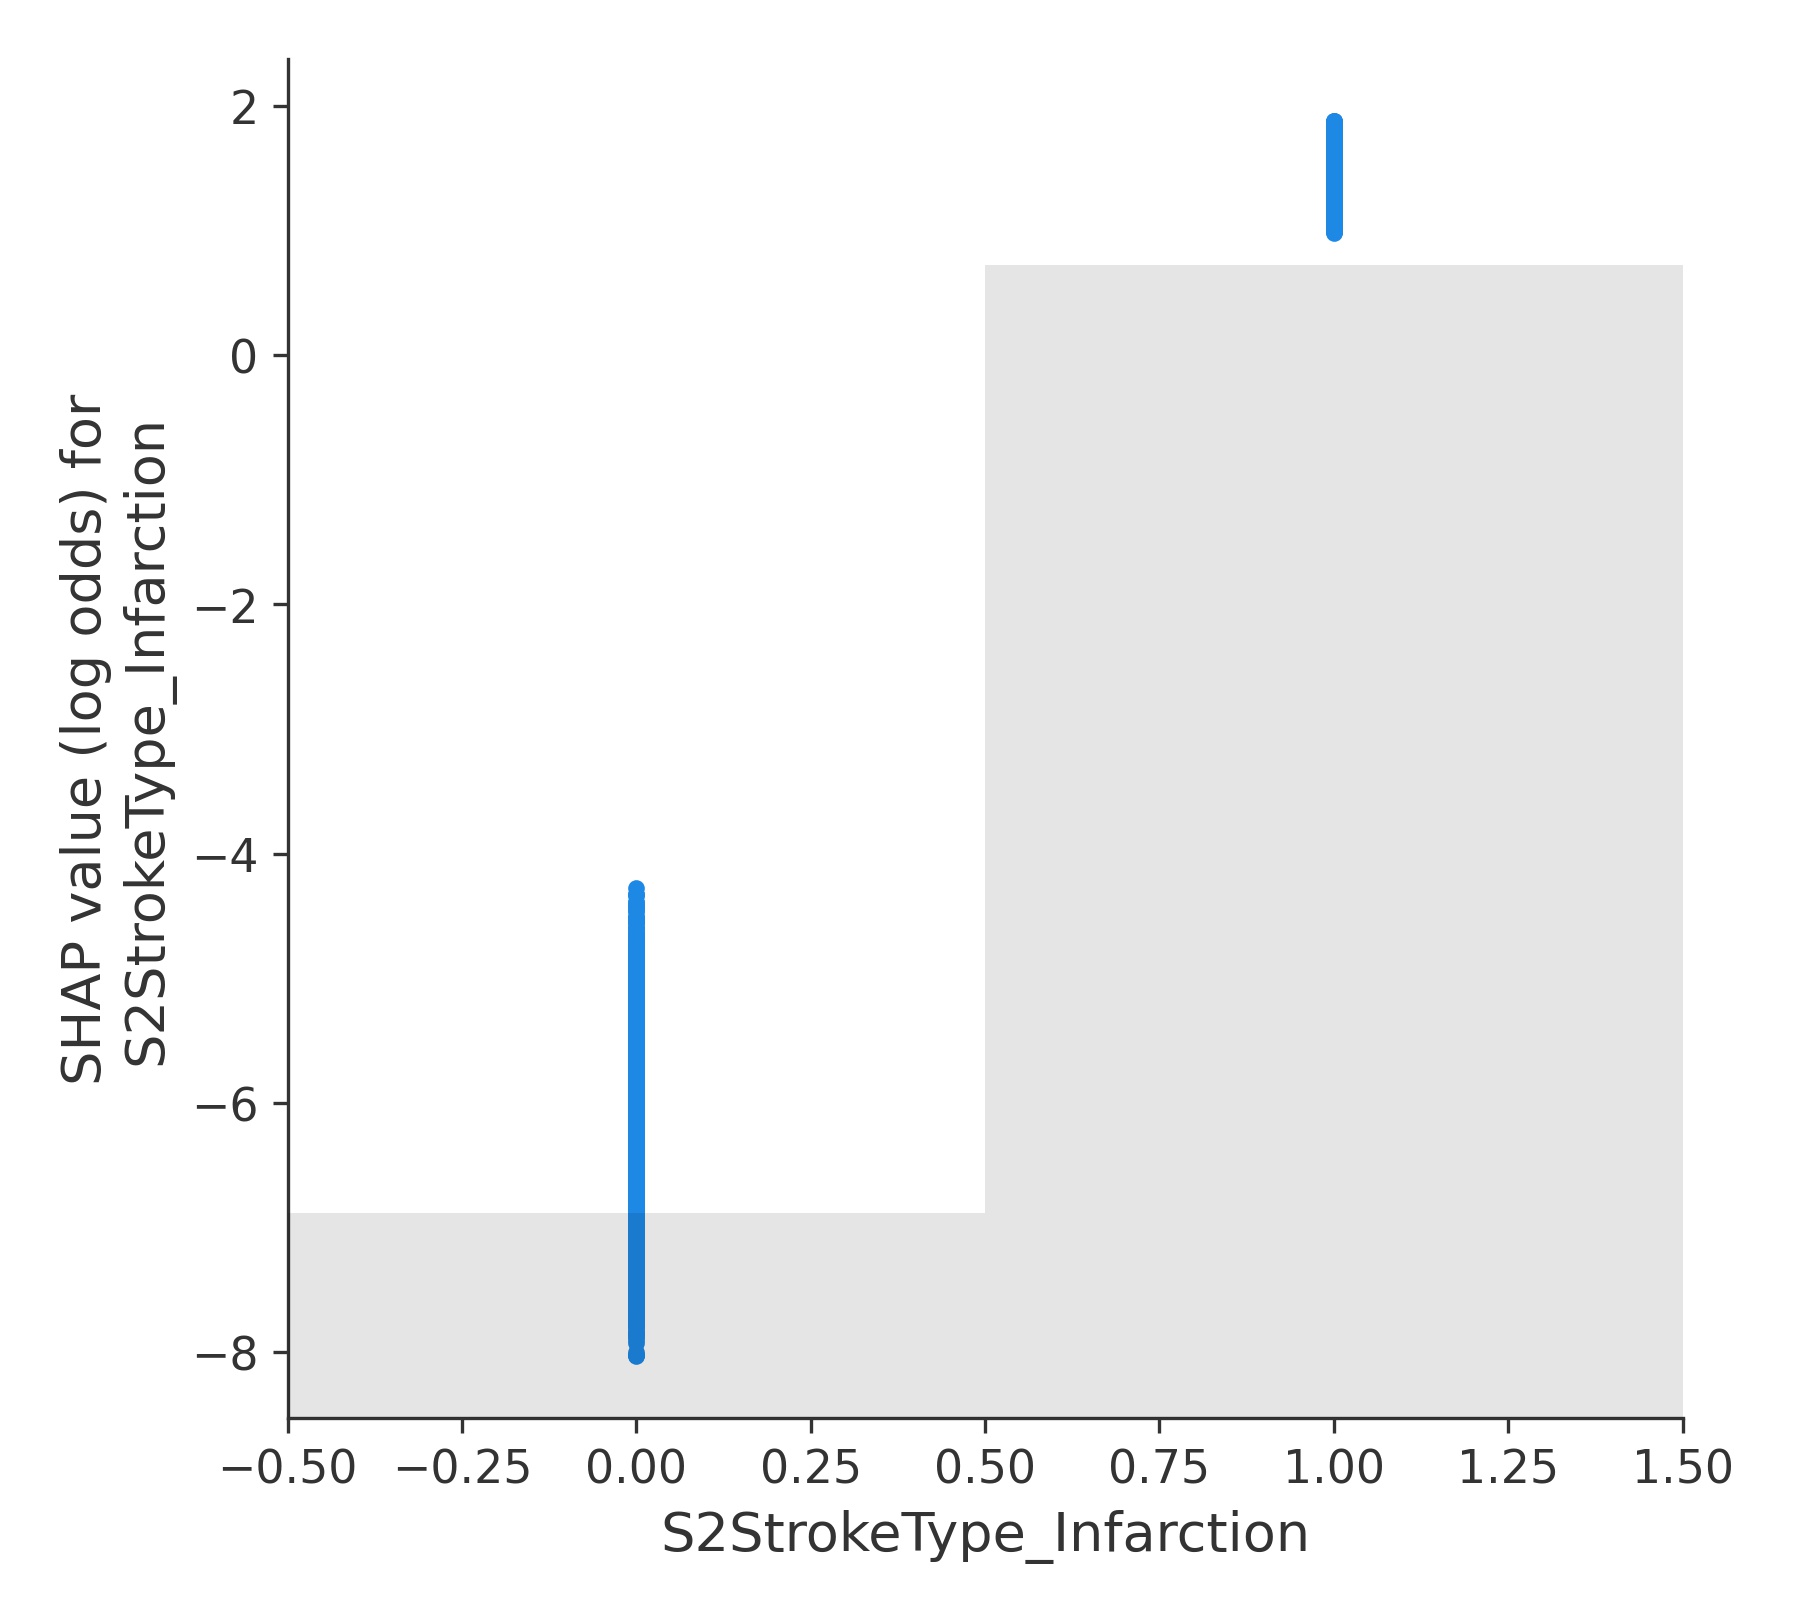 SHAP value (log odds) for
S2StrokeType_Infarction
2
0
−2
−4
−6
−8
−0.50 −0.25 0.00 0.25 0.50 0.75 1.00 1.25 1.50
S2StrokeType_Infarction